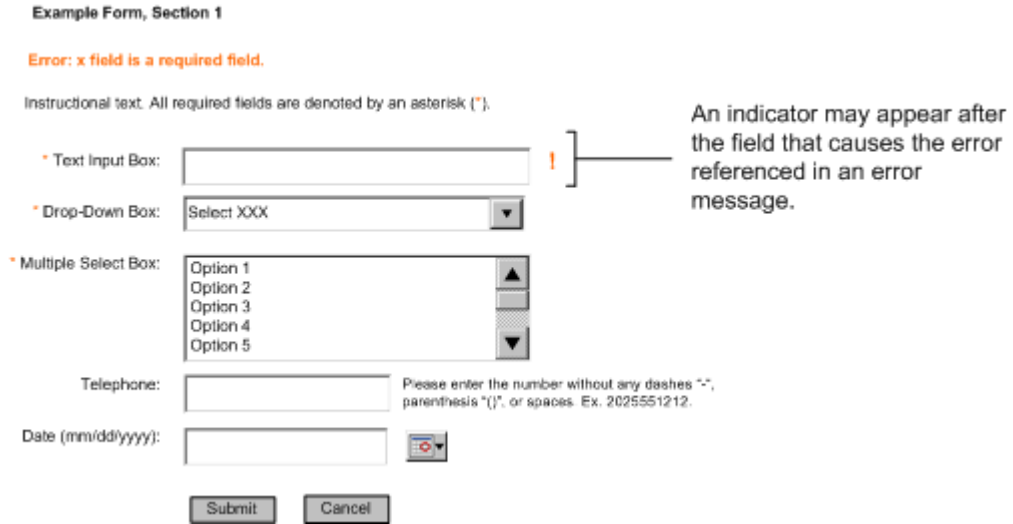 Example Form, Section 1
Error: x field is a required field.
Instructional text. All required fields are denoted by an asterisk (*).
* Text Input Box:
!
An indicator may appear after
the field that causes the error
referenced in an error
message.
* Drop-Down Box:
Select XXX
* Multiple Select Box:
Option 1
Option 2
Option 3
Option 4
Option 5
Telephone:
Please enter the number without any dashes "-",
parenthesis "()", or spaces. Ex. 2025551212.
Date (mm/dd/yyyy):
Submit
Cancel